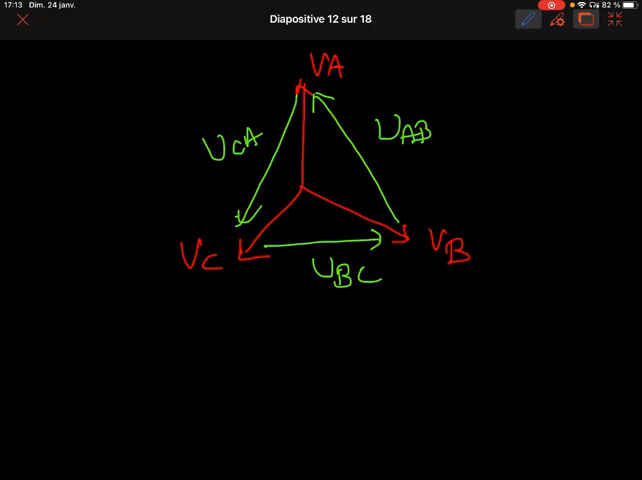 17:13 Dim. 24 janv.
82 %
Diapositive 12 sur 18
VA
UCA
UAB
VC
VB
UBC